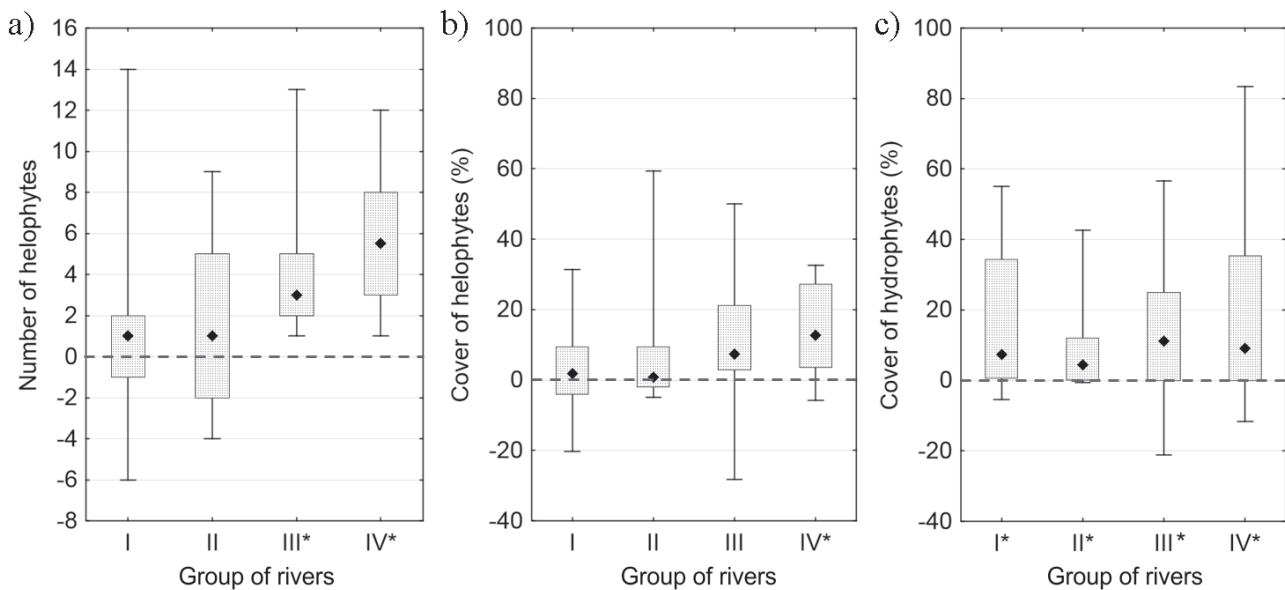 a)
Number of helophytes
16
14
12
10
8
6
4
2
0
-2
-4
-6
-8
I II III* IV*
Group of rivers
b)
Cover of helophytes (%)
100
80
60
40
20
0
-20
-40
I II III IV*
Group of rivers
c)
Cover of hydrophytes (%)
100
80
60
40
20
0
-20
-40
I* II* III* IV*
Group of rivers